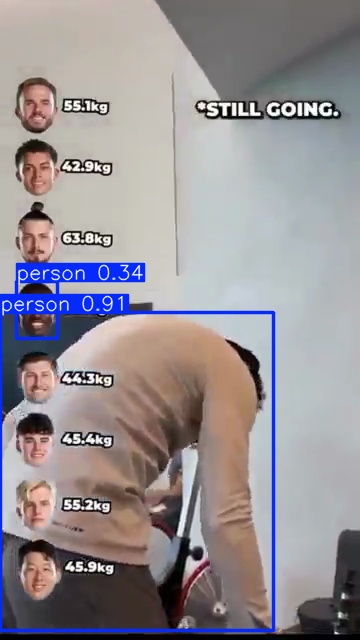 55.1kg
*STILL GOING.
42.9kg
63.8kg
person 0.34
person 0.91
44.3kg
45.4kg
55.2kg
45.9kg